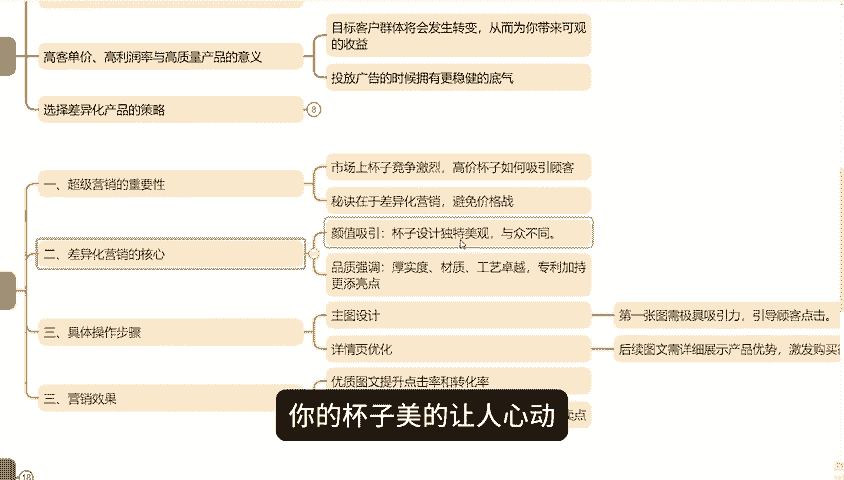 目标客户群体将会发生转变，从而为你带来可观
的收益
高客单价、高利润率与高质量产品的意义
投放广告的时候拥有更稳健的底气
选择差异化产品的策略
8
市场上杯子竞争激烈，高价杯子如何吸引顾客
一、超级营销的重要性
秘诀在于差异化营销，避免价格战
颜值吸引：杯子设计独特美观，与众不同。
二、差异化营销的核心
品质强调：厚实度、材质、工艺卓越，专利加持
更添亮点
主图设计
第一张图需极具吸引力，引导顾客点击。
三、具体操作步骤
详情页优化
后续图文需详细展示产品优势，激发购买
优质图文提升点击率和转化率
三、营销效果
卖点
你的杯子美的让人心动
18